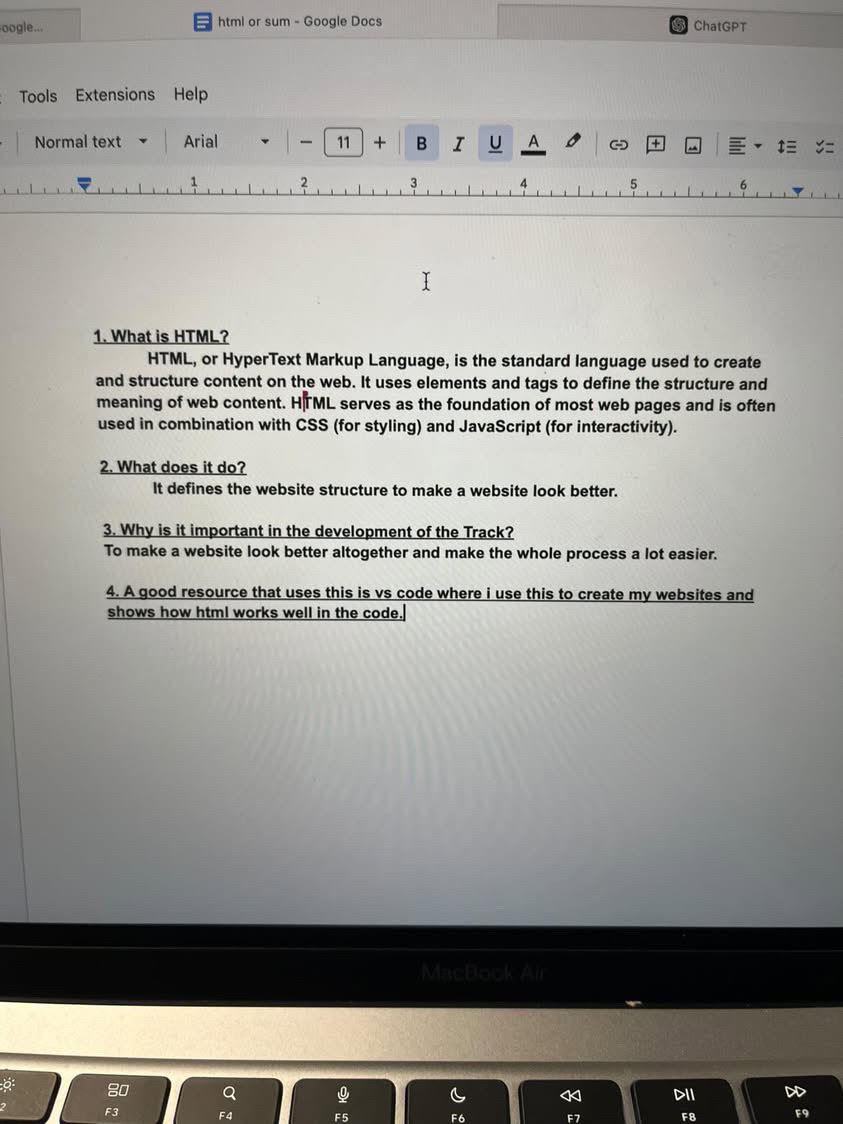 oogle...
html or sum - Google Docs
ChatGPT
Tools Extensions Help
Normal text Arial − 11 + B I U A
1 2 3 4 5 6
1. What is HTML?
HTML, or HyperText Markup Language, is the standard language used to create
and structure content on the web. It uses elements and tags to define the structure and
meaning of web content. HTML serves as the foundation of most web pages and is often
used in combination with CSS (for styling) and JavaScript (for interactivity).
2. What does it do?
It defines the website structure to make a website look better.
3. Why is it important in the development of the Track?
To make a website look better altogether and make the whole process a lot easier.
4. A good resource that uses this is vs code where i use this to create my websites and
shows how html works well in the code.
MacBook Air
2 F3 F4 F5 F6 F7 F8 F9